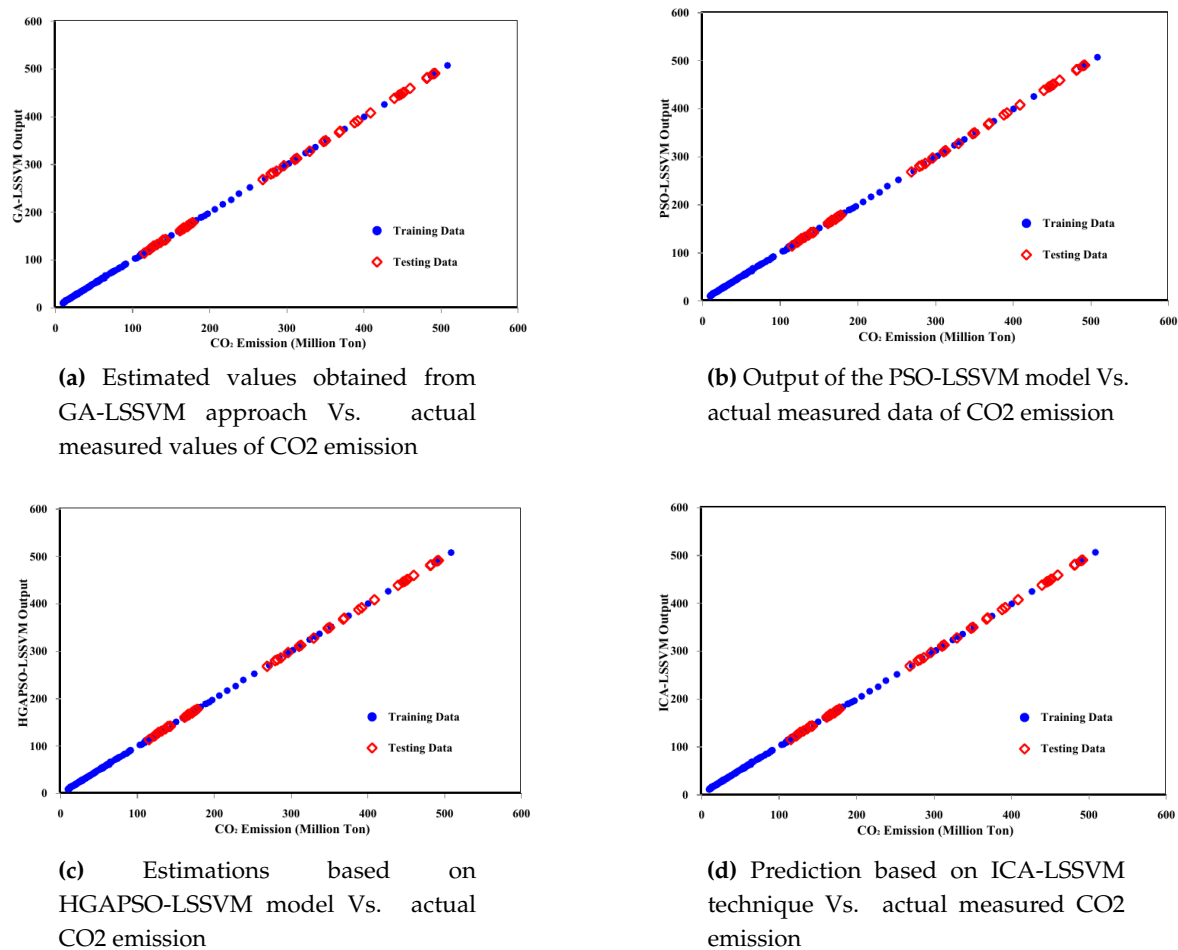 600
500
400
300
200
100
0
GA-LSSVM Output
Training Data
Testing Data
0 100 200 300 400 500 600
CO₂ Emission (Million Ton)
(a) Estimated values obtained from
GA-LSSVM approach Vs. actual
measured values of CO2 emission
600
500
400
300
200
100
0
PSO-LSSVM Output
Training Data
Testing Data
0 100 200 300 400 500 600
CO₂ Emission (Million Ton)
(b) Output of the PSO-LSSVM model Vs.
actual measured data of CO2 emission
600
500
400
300
200
100
0
HGAPSO-LSSVM Output
Training Data
Testing Data
0 100 200 300 400 500 600
CO₂ Emission (Million Ton)
(c) Estimations based on
HGAPSO-LSSVM model Vs. actual
CO2 emission
600
500
400
300
200
100
0
ICA-LSSVM Output
Training Data
Testing Data
0 100 200 300 400 500 600
CO₂ Emission (Million Ton)
(d) Prediction based on ICA-LSSVM
technique Vs. actual measured CO2
emission